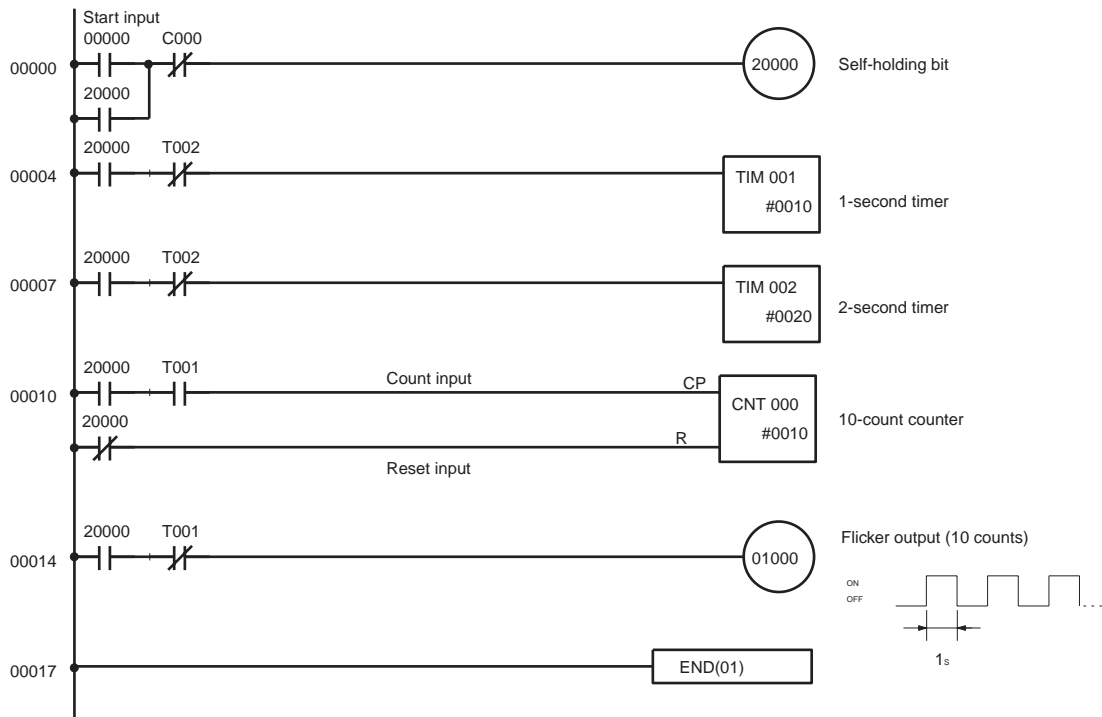 Start input
00000 C000
00000 20000 Self-holding bit
20000
20000 T002
00004 TIM 001
#0010 1-second timer
20000 T002
00007 TIM 002
#0020 2-second timer
20000 T001
00010 Count input CP
CNT 000
#0010 10-count counter
20000
R
Reset input
20000 T001
00014 01000 Flicker output (10 counts)
ON
OFF
1s
00017 END(01)